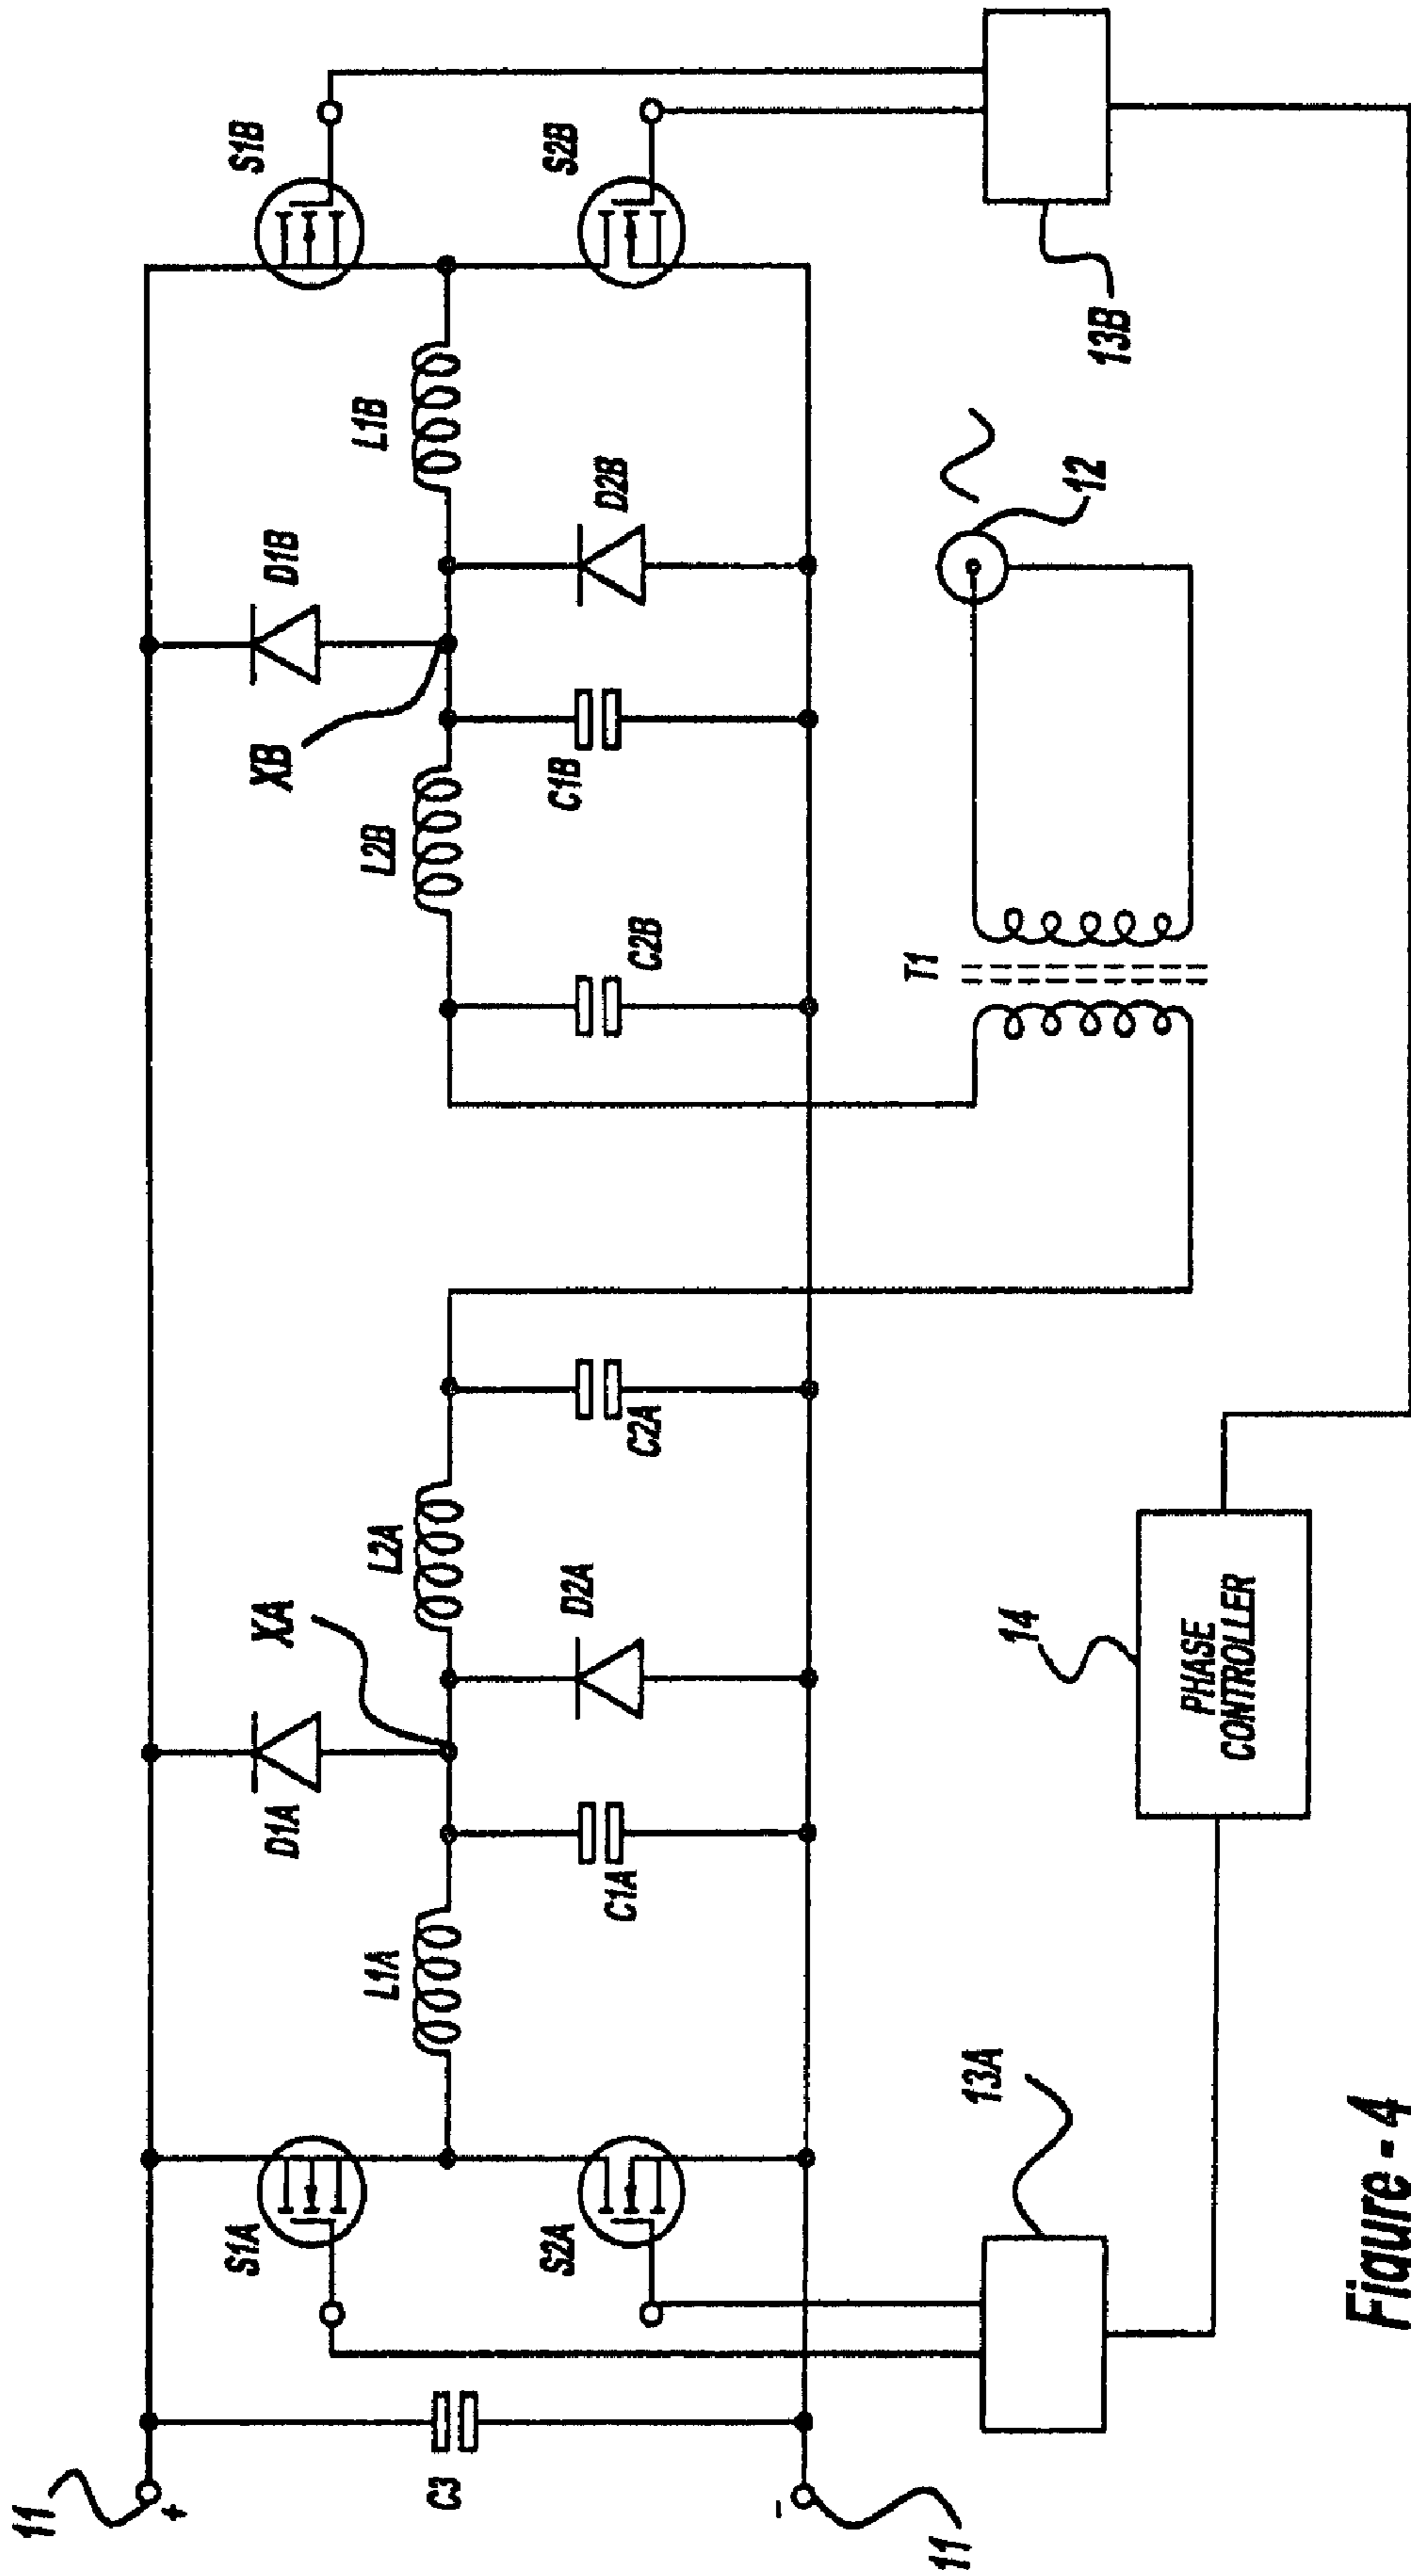 11
+
C3
-
11
S1A
S2A
L1A
D1A
C1A
XA
D2A
L2A
C2A
13A
14
PHASE
CONTROLLER
T1
C2B
L2B
C1B
XB
D1B
D2B
L1B
12
S1B
S2B
13B
Figure - 4